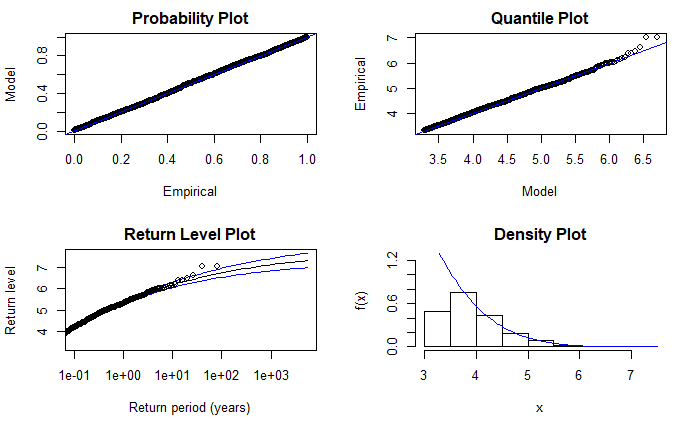 Probability Plot
Model
0.0 0.4 0.8
0.0 0.2 0.4 0.6 0.8 1.0
Empirical
Quantile Plot
Empirical
4 5 6 7
3.5 4.0 4.5 5.0 5.5 6.0 6.5
Model
Return Level Plot
Return level
4 5 6 7
1e-01 1e+00 1e+01 1e+02 1e+03
Return period (years)
Density Plot
f(x)
0.0 0.6 1.2
3 4 5 6 7
x